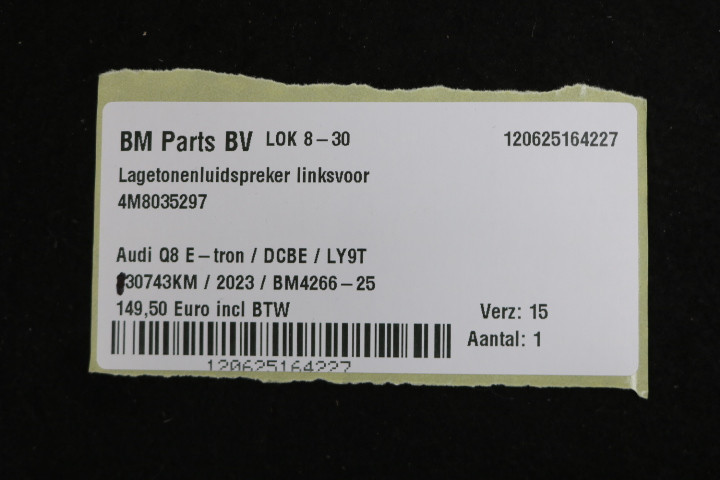 BM Parts BV LOK 8-30 120625164227
Lagetonenluidspreker linksvoor
4M8035297
Audi Q8 E-tron / DCBE / LY9T
30743KM / 2023 / BM4266-25
149,50 Euro incl BTW Verz: 15
Aantal: 1
120625164227